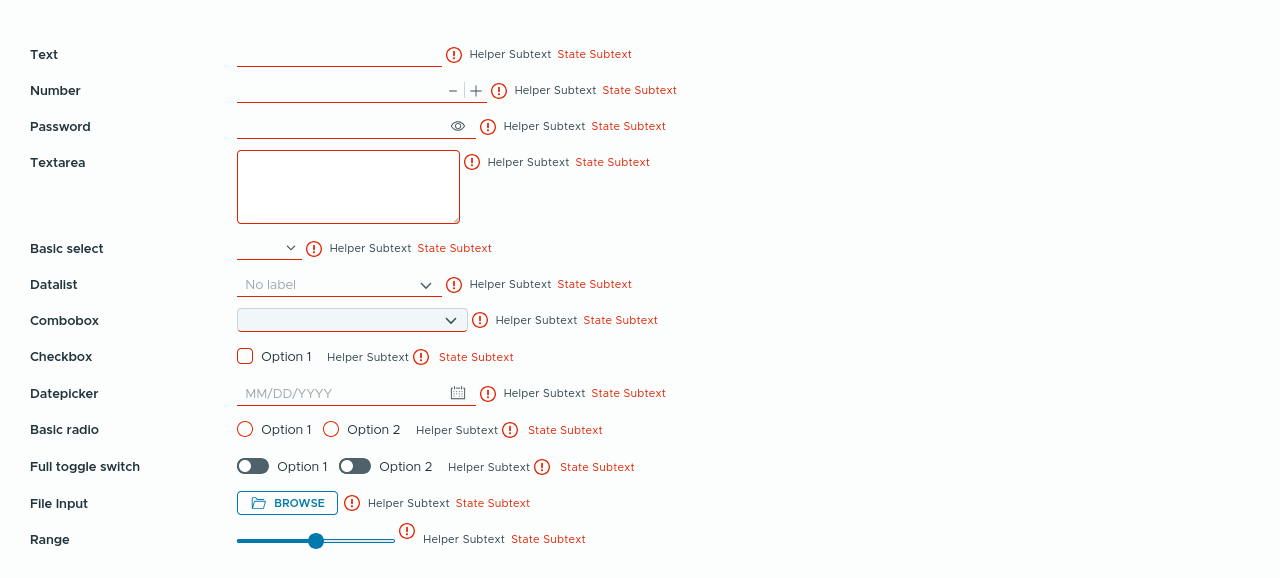 Text Helper Subtext State Subtext
Number Helper Subtext State Subtext
Password Helper Subtext State Subtext
Textarea Helper Subtext State Subtext
Basic select Helper Subtext State Subtext
Datalist No label Helper Subtext State Subtext
Combobox Helper Subtext State Subtext
Checkbox Option 1 Helper Subtext State Subtext
Datepicker MM/DD/YYYY Helper Subtext State Subtext
Basic radio Option 1 Option 2 Helper Subtext State Subtext
Full toggle switch Option 1 Option 2 Helper Subtext State Subtext
File Input BROWSE Helper Subtext State Subtext
Range Helper Subtext State Subtext